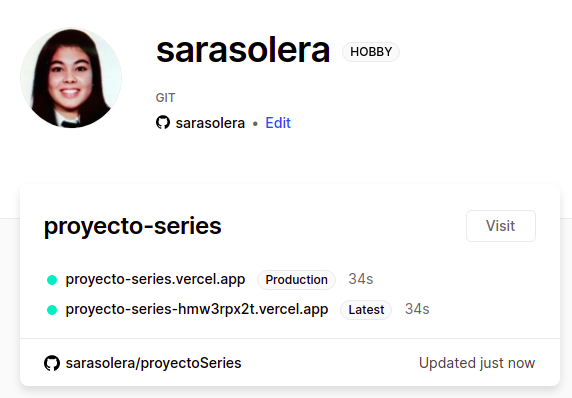 sarasolera HOBBY
GIT
sarasolera • Edit
proyecto-series Visit
proyecto-series.vercel.app Production 34s
proyecto-series-hmw3rpx2t.vercel.app Latest 34s
sarasolera/proyectoSeries Updated just now